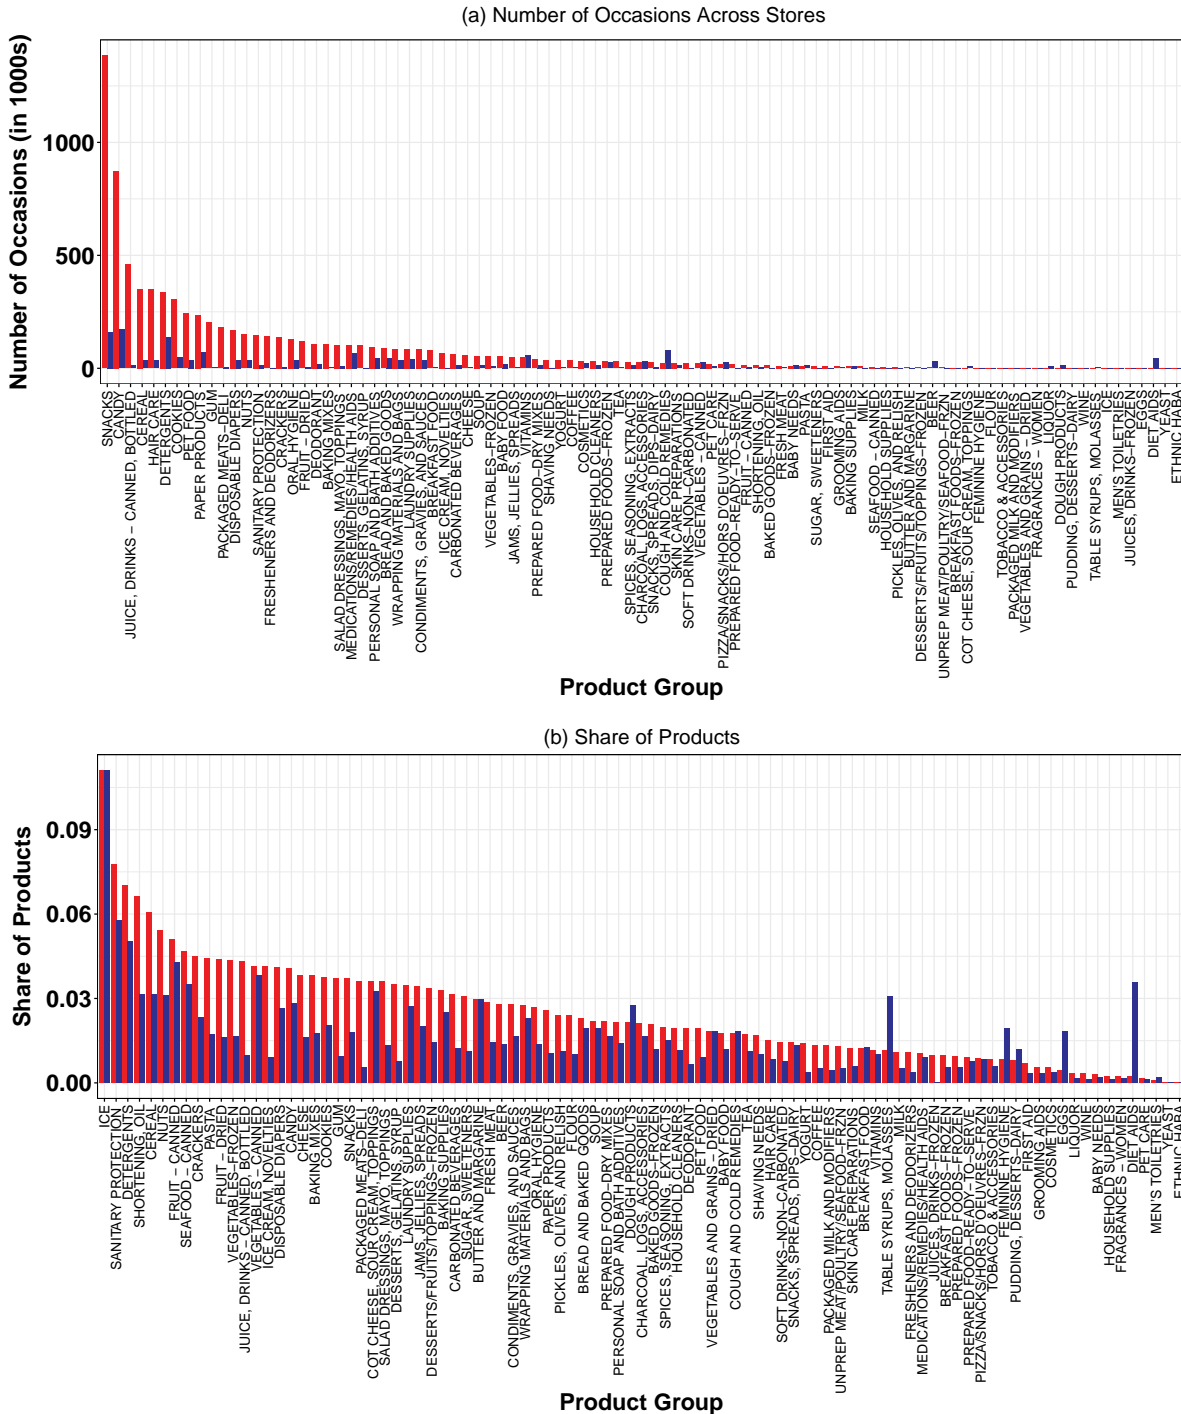 (a) Number of Occasions Across Stores
Number of Occasions (in 1000s)
1000
500
0
SNACKS
CANDY
JUICE, DRINKS − CANNED, BOTTLED
CEREAL
HAIR CARE
DETERGENTS
COOKIES
PET FOOD
PAPER PRODUCTS
GUM
PACKAGED MEATS−DELI
DISPOSABLE DIAPERS
NUTS
SANITARY PROTECTION
FRESHENERS AND DEODORIZERS
CRACKERS
ORAL HYGIENE
FRUIT − DRIED
DEODORANT
BAKING MIXES
SALAD DRESSINGS, MAYO, TOPPINGS
MEDICATIONS/REMEDIES/HEALTH AIDS
DESSERTS, GELATINS, SYRUP
PERSONAL SOAP AND BATH ADDITIVES
BREAD AND BAKED GOODS
WRAPPING MATERIALS AND BAGS
LAUNDRY SUPPLIES
CONDIMENTS, GRAVIES, AND SAUCES
BREAKFAST FOOD
ICE CREAM, NOVELTIES
CARBONATED BEVERAGES
CHEESE
SOUP
VEGETABLES−FROZEN
BABY FOOD
JAMS, JELLIES, SPREADS
VITAMINS
PREPARED FOOD−DRY MIXES
SHAVING NEEDS
YOGURT
COFFEE
COSMETICS
HOUSEHOLD CLEANERS
PREPARED FOODS−FROZEN
TEA
SPICES, SEASONING, EXTRACTS
CHARCOAL, LOGS, ACCESSORIES
SNACKS, SPREADS, DIPS−DAIRY
COUGH AND COLD REMEDIES
SKIN CARE PREPARATIONS
SOFT DRINKS−NON−CARBONATED
VEGETABLES − CANNED
PET CARE
PIZZA/SNACKS/HORS D'OEUVRES−FRZN
PREPARED FOOD−READY−TO−SERVE
FRUIT − CANNED
SHORTENING, OIL
BAKED GOODS−FROZEN
FRESH MEAT
BABY NEEDS
PASTA
SUGAR, SWEETENERS
FIRST AID
GROOMING AIDS
BAKING SUPPLIES
MILK
SEAFOOD − CANNED
HOUSEHOLD SUPPLIES
PICKLES, OLIVES, AND RELISH
BUTTER AND MARGARINE
DESSERTS/FRUITS/TOPPINGS−FROZEN
BEER
UNPREP MEAT/POULTRY/SEAFOOD−FRZN
BREAKFAST FOODS−FROZEN
COT CHEESE, SOUR CREAM, TOPPINGS
FEMININE HYGIENE
FLOUR
TOBACCO & ACCESSORIES
PACKAGED MILK AND MODIFIERS
VEGETABLES AND GRAINS − DRIED
FRAGRANCES − WOMEN
LIQUOR
DOUGH PRODUCTS
PUDDING, DESSERTS−DAIRY
WINE
TABLE SYRUPS, MOLASSES
ICE
MEN'S TOILETRIES
JUICES, DRINKS−FROZEN
EGGS
DIET AIDS
YEAST
ETHNIC HABA
Product Group
(b) Share of Products
Share of Products
0.09
0.06
0.03
0.00
ICE
SANITARY PROTECTION
DETERGENTS
SHORTENING, OIL
CEREAL
NUTS
FRUIT − CANNED
SEAFOOD − CANNED
CRACKERS
PASTA
FRUIT − DRIED
VEGETABLES−FROZEN
JUICE, DRINKS − CANNED, BOTTLED
VEGETABLES − CANNED
ICE CREAM, NOVELTIES
DISPOSABLE DIAPERS
CANDY
CHEESE
BAKING MIXES
COOKIES
GUM
SNACKS
PACKAGED MEATS−DELI
COT CHEESE, SOUR CREAM, TOPPINGS
SALAD DRESSINGS, MAYO, TOPPINGS
DESSERTS, GELATINS, SYRUP
LAUNDRY SUPPLIES
JAMS, JELLIES, SPREADS
DESSERTS/FRUITS/TOPPINGS−FROZEN
BAKING SUPPLIES
CARBONATED BEVERAGES
SUGAR, SWEETENERS
BUTTER AND MARGARINE
FRESH MEAT
BEER
CONDIMENTS, GRAVIES, AND SAUCES
WRAPPING MATERIALS AND BAGS
ORAL HYGIENE
PAPER PRODUCTS
PICKLES, OLIVES, AND RELISH
FLOUR
BREAD AND BAKED GOODS
SOUP
PREPARED FOOD−DRY MIXES
PERSONAL SOAP AND BATH ADDITIVES
DOUGH PRODUCTS
CHARCOAL, LOGS, ACCESSORIES
BAKED GOODS−FROZEN
SPICES, SEASONING, EXTRACTS
HOUSEHOLD CLEANERS
DEODORANT
PET FOOD
VEGETABLES AND GRAINS − DRIED
BABY FOOD
COUGH AND COLD REMEDIES
TEA
SHAVING NEEDS
HAIR CARE
SOFT DRINKS−NON−CARBONATED
SNACKS, SPREADS, DIPS−DAIRY
YOGURT
COFFEE
PACKAGED MILK AND MODIFIERS
UNPREP MEAT/POULTRY/SEAFOOD−FRZN
SKIN CARE PREPARATIONS
BREAKFAST FOOD
VITAMINS
TABLE SYRUPS, MOLASSES
MILK
FRESHENERS AND DEODORIZERS
MEDICATIONS/REMEDIES/HEALTH AIDS
JUICES, DRINKS−FROZEN
BREAKFAST FOODS−FROZEN
PREPARED FOODS−FROZEN
PREPARED FOOD−READY−TO−SERVE
PIZZA/SNACKS/HORS D'OEUVRES−FRZN
TOBACCO & ACCESSORIES
FEMININE HYGIENE
PUDDING, DESSERTS−DAIRY
FIRST AID
GROOMING AIDS
COSMETICS
EGGS
LIQUOR
WINE
BABY NEEDS
HOUSEHOLD SUPPLIES
FRAGRANCES − WOMEN
DIET AIDS
PET CARE
MEN'S TOILETRIES
YEAST
ETHNIC HABA
Product Group